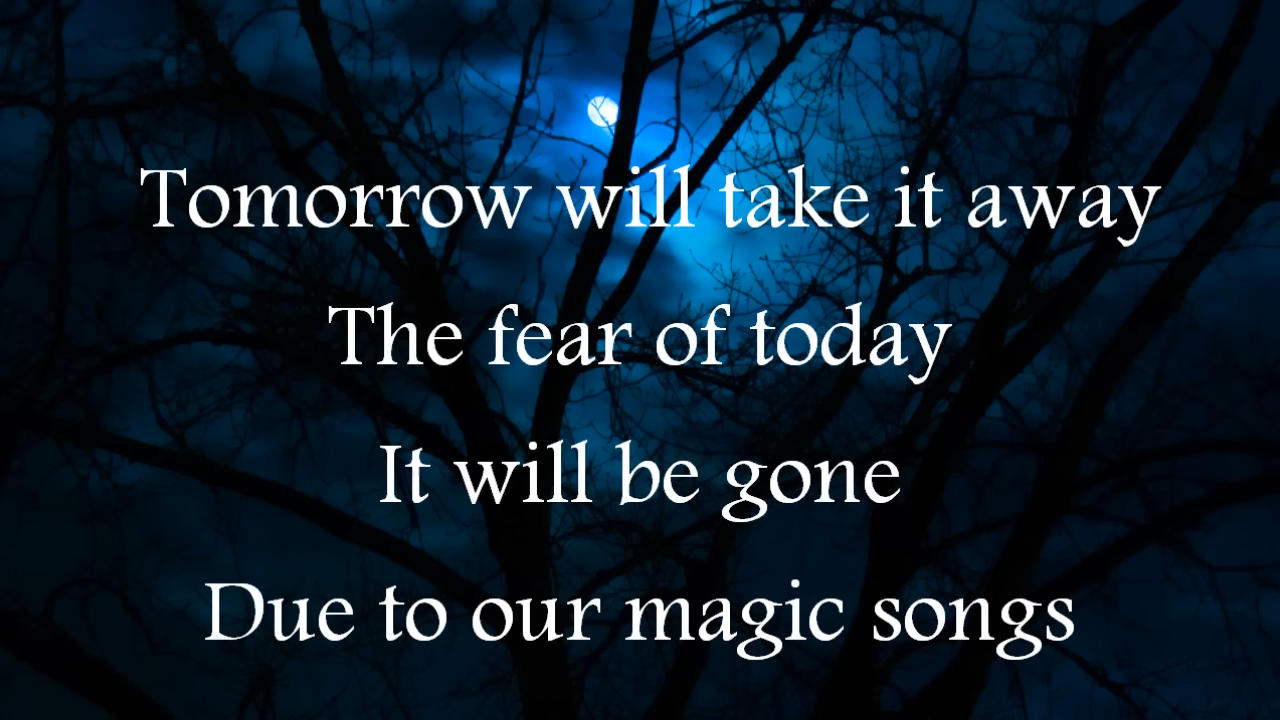 Tomorrow will take it away
The fear of today
It will be gone
Due to our magic songs